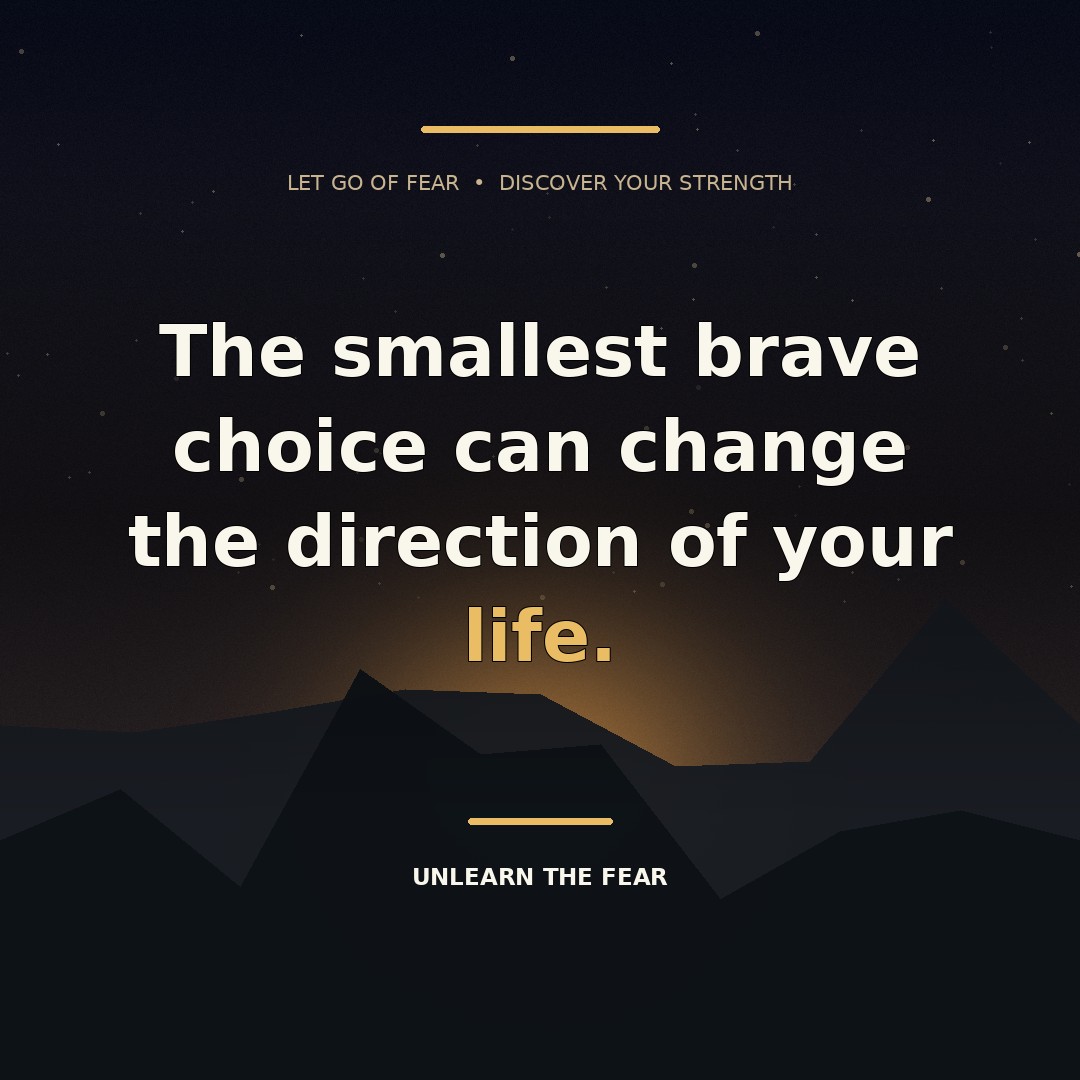 LET GO OF FEAR • DISCOVER YOUR STRENGTH
The smallest brave
choice can change
the direction of your
life.
UNLEARN THE FEAR